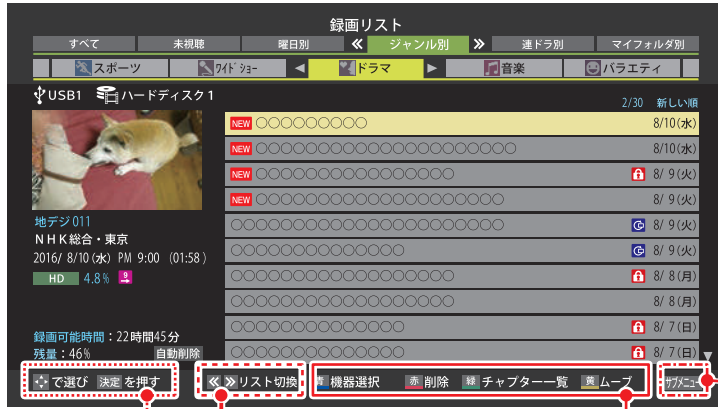 録画リスト
すべて 未視聴 曜日別 ≪ ジャンル別 ≫ 連ドラ別 マイフォルダ別
スポーツ ワイドショー ◀ ドラマ ▶ 音楽 バラエティ
USB1 ハードディスク1
2/30 新しい順
NEW ○○○○○○○○○ 8/10(水)
NEW ○○○○○○○○○○○○○○○○○○○○○ 8/10(水)
NEW ○○○○○○○○○○○○○○○○ 8/ 9(火)
NEW ○○○○○○○○○○○○○○○○○○○○ 8/ 9(火)
○○○○○○○○○○○○○○○○○○○○○○ 8/ 9(火)
○○○○○○○○○○○○○○ 8/ 9(火)
○○○○○○○○○○○○○○○○○○ 8/ 8(月)
○○○○○○○○○○○○○○○○○○ 8/ 8(月)
○○○○○○○○○○○○○○ 8/ 7(日)
○○○○○○○○○○○○○○ 8/ 7(日)
地デジ 011
NHK総合・東京
2016/ 8/10(水) PM 9:00 (01:58)
HD 4.8% 9
録画可能時間：22時間45分
残量：46% 自動削除
で選び 決定 を押す ≪ ≫ リスト切換 青 機器選択 赤 削除 緑 チャプター一覧 黄 ムーブ サブメニュー